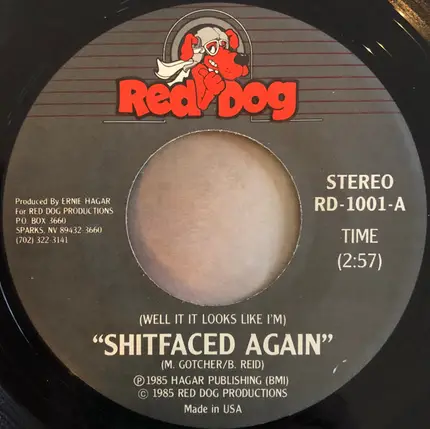 Red Dog
Produced By ERNIE HAGAR
For RED DOG PRODUCTIONS
P.O. BOX 3660
SPARKS, NV 89432-3660
(702) 322-3141
STEREO
RD-1001-A
TIME
(2:57)
(WELL IT IT LOOKS LIKE I'M)
"SHITFACED AGAIN"
(M. GOTCHER/B. REID)
Ⓟ1985 HAGAR PUBLISHING (BMI)
© 1985 RED DOG PRODUCTIONS
Made in USA